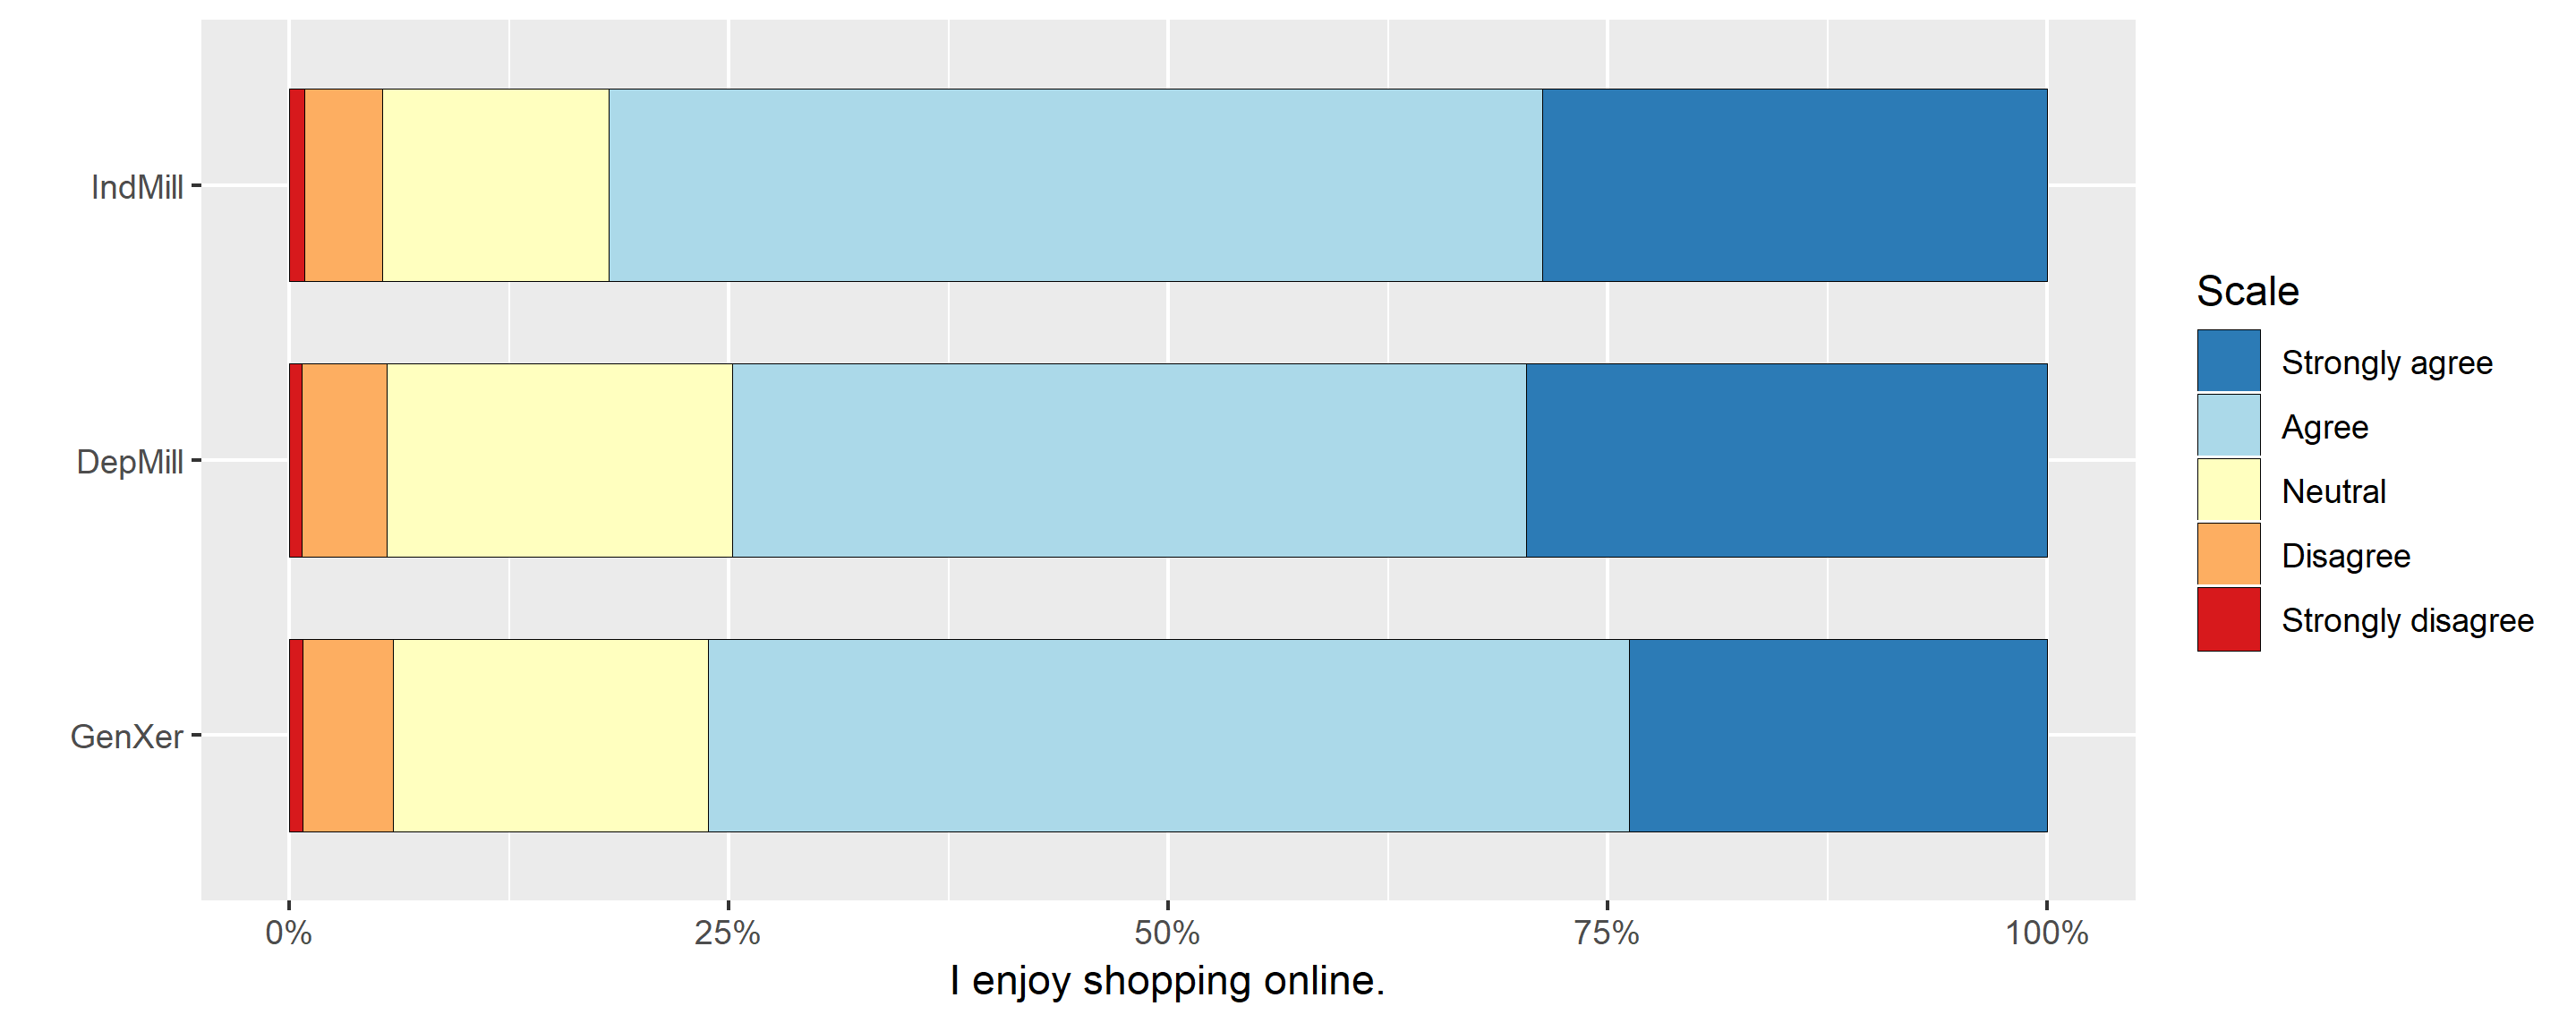 IndMill
DepMill
GenXer
0% 25% 50% 75% 100%
I enjoy shopping online.
Scale
Strongly agree
Agree
Neutral
Disagree
Strongly disagree